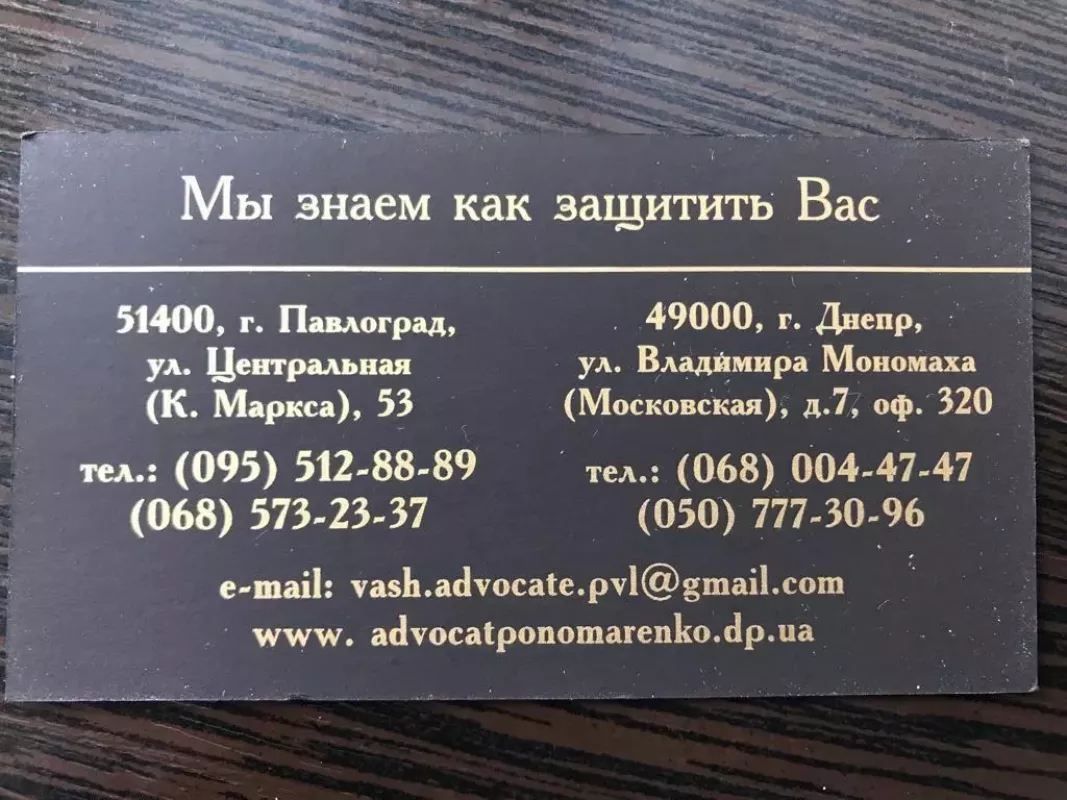 Мы знаем как защитить Вас
51400, г. Павлоград,
ул. Центральная
(К. Маркса), 53
тел.: (095) 512-88-89
(068) 573-23-37
49000, г. Днепр,
ул. Владимира Мономаха
(Московская), д.7, оф. 320
тел.: (068) 004-47-47
(050) 777-30-96
e-mail: vash.advocate.pvl@gmail.com
www. advocatponomarenko.dp.ua